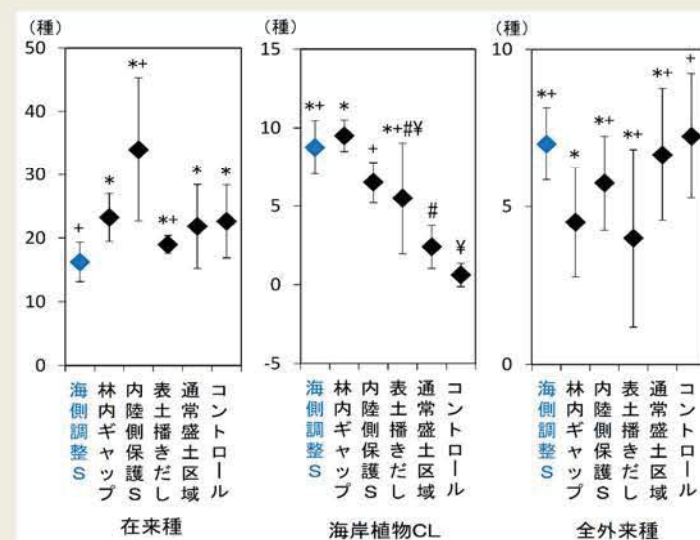 （種）
50
40
30
20
10
0
+
*
*+
*+
*
*
海側調整S
林内ギャップ
内陸側保護S
表土播きだし
通常盛土区域
コントロール
在来種
（種）
15
10
5
0
-5
*+
*
+
*+#¥
#
¥
海側調整S
林内ギャップ
内陸側保護S
表土播きだし
通常盛土区域
コントロール
海岸植物CL
（種）
10
5
0
*+
*
*+
*+
*+
+
海側調整S
林内ギャップ
内陸側保護S
表土播きだし
通常盛土区域
コントロール
全外来種